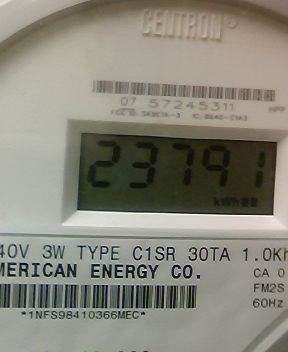 CENTRON®
07 57245311
23791
kWh
40V 3W TYPE C1SR 30TA 1.0Kh
MERICAN ENERGY CO.
CA 0
FM2S
60Hz
*1NFS98410366MEC*